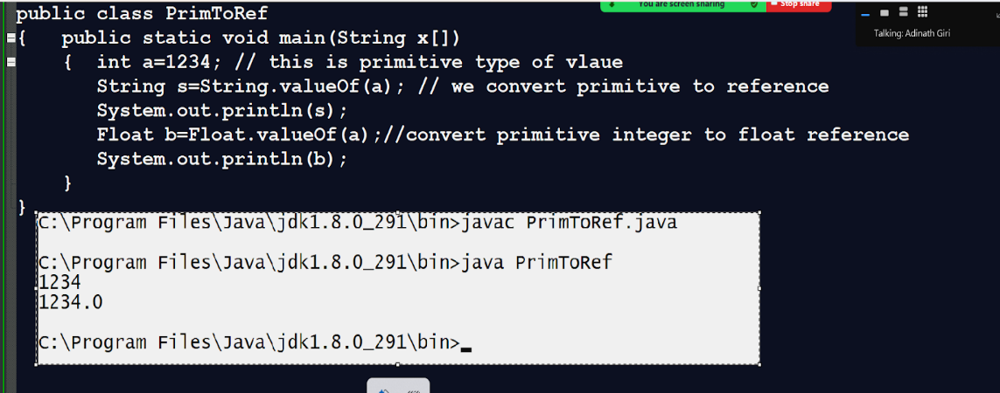 public class PrimToRef
You are screen sharing
Stop share
Talking: Adinath Giri
{ public static void main(String x[])
{ int a=1234; // this is primitive type of vlaue
String s=String.valueOf(a); // we convert primitive to reference
System.out.println(s);
Float b=Float.valueOf(a);//convert primitive integer to float reference
System.out.println(b);
}
}
C:\Program Files\Java\jdk1.8.0_291\bin>javac PrimToRef.java
C:\Program Files\Java\jdk1.8.0_291\bin>java PrimToRef
1234
1234.0
C:\Program Files\Java\jdk1.8.0_291\bin>_